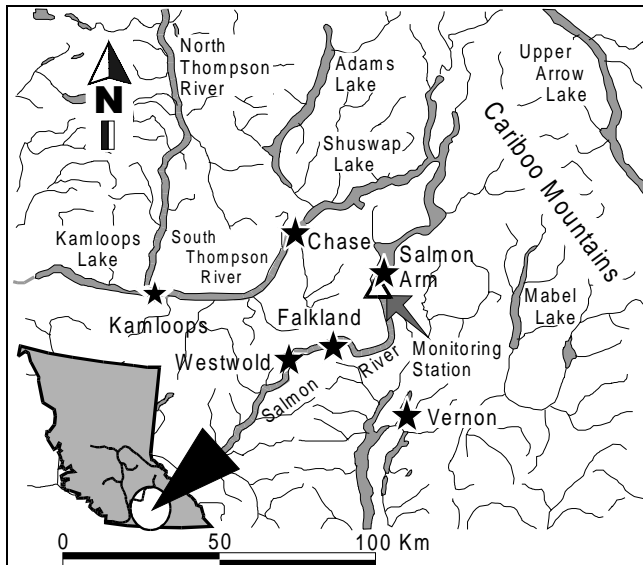 North
Thompson
River
Adams
Lake
Upper
Arrow
Lake
N
Shuswap
Lake
Cariboo Mountains
Kamloops
Lake
South
Thompson
River
Chase
Salmon
Arm
Kamloops
Falkland
Mabel
Lake
Westwold
Salmon
River
Monitoring
Station
Vernon
0 50 100 Km